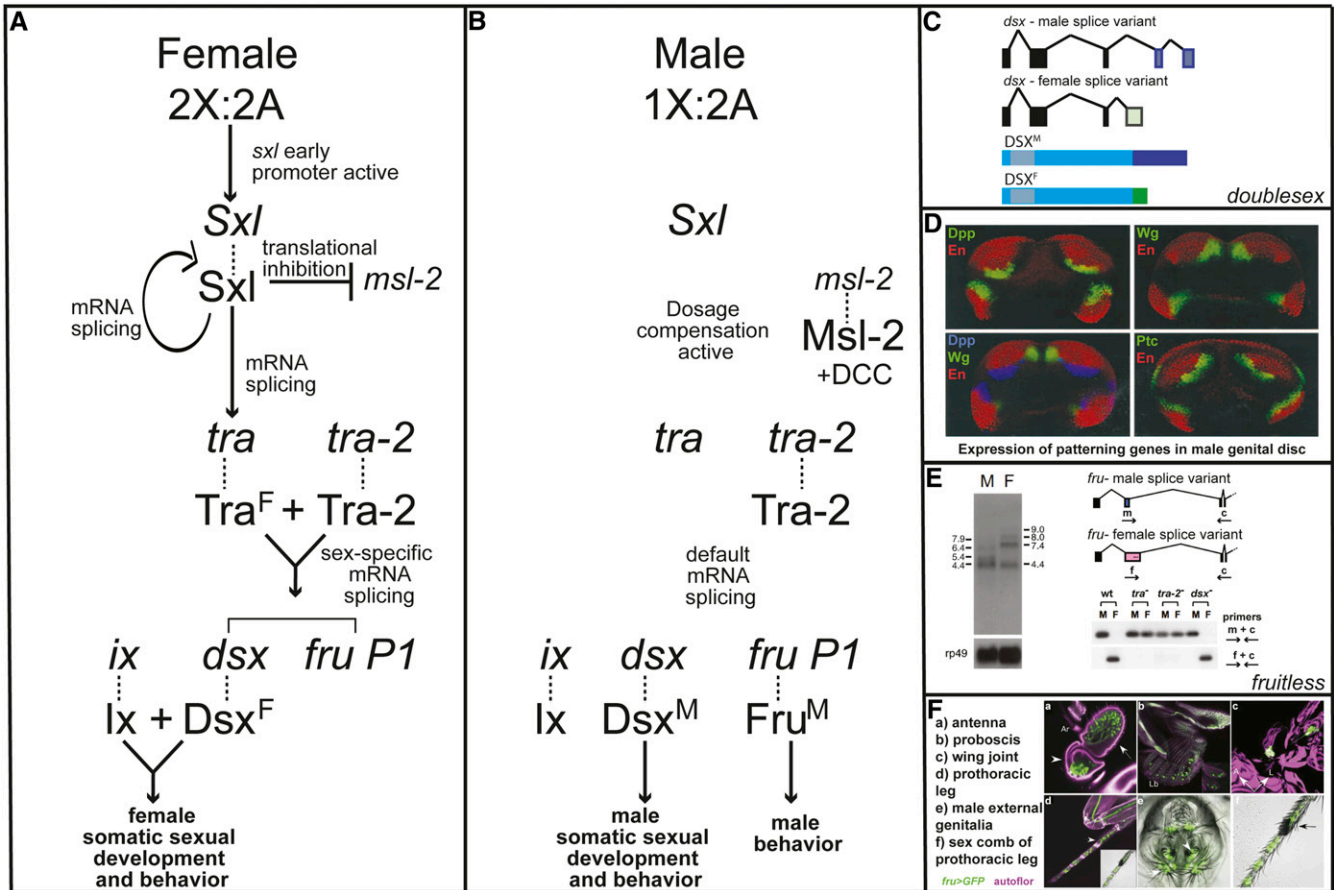 A
Female
2X:2A
sxl early
promoter active
Sxl
translational
inhibition
Sxl
msl-2
mRNA
splicing
mRNA
splicing
tra tra-2
Tra^F + Tra-2
sex-specific
mRNA
splicing
ix dsx fru P1
Ix + Dsx^F
female
somatic sexual
development
and behavior
B
Male
1X:2A
Sxl
msl-2
Dosage
compensation
active
Msl-2
+DCC
tra tra-2
Tra-2
default
mRNA
splicing
ix dsx fru P1
Ix Dsx^M Fru^M
male
somatic sexual
development
and behavior
male
behavior
C
dsx - male splice variant
dsx - female splice variant
DSX^M
DSX^F
doublesex
D
Dpp
En
Wg
En
Dpp
Wg
En
Ptc
En
Expression of patterning genes in male genital disc
E
M F
7.9
6.4
5.4
4.4
9.0
8.0
7.4
4.4
rp49
fru- male splice variant
m c
fru- female splice variant
f c
wt tra- tra-2- dsx-
M F M F M F M F
primers
m + c
f + c
fruitless
F
a) antenna
b) proboscis
c) wing joint
d) prothoracic
leg
e) male external
genitalia
f) sex comb of
prothoracic leg
fru>GFP autoflor
a
Ar
b
Lb
c
L
d
e
f